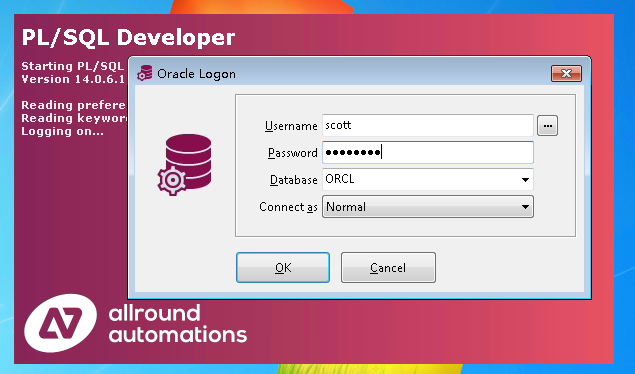 PL/SQL Developer
Starting PL/SQL
Version 14.0.6.1
Reading prefere
Reading keyword
Logging on...
Oracle Logon
Username scott ...
Password ●●●●●●●●
Database ORCL
Connect as Normal
OK Cancel
allround
automations